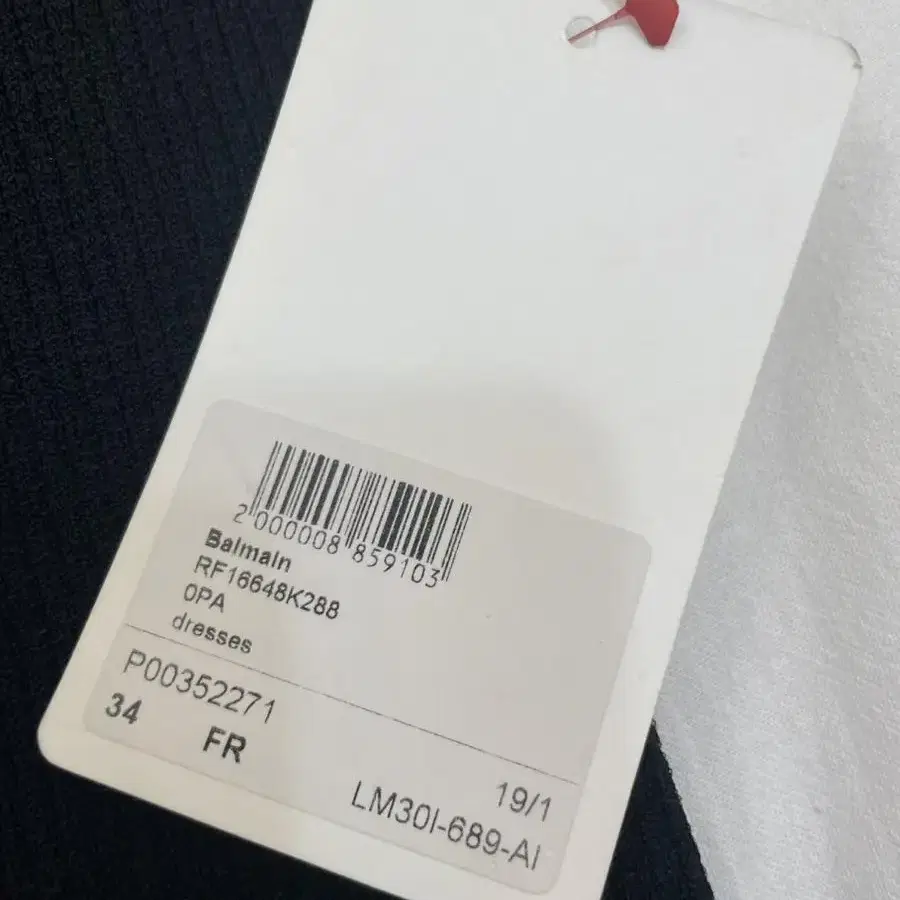 2 000008 859103
Balmain
RF16648K288
0PA
dresses
P00352271
34 FR
19/1
LM30I-689-AI